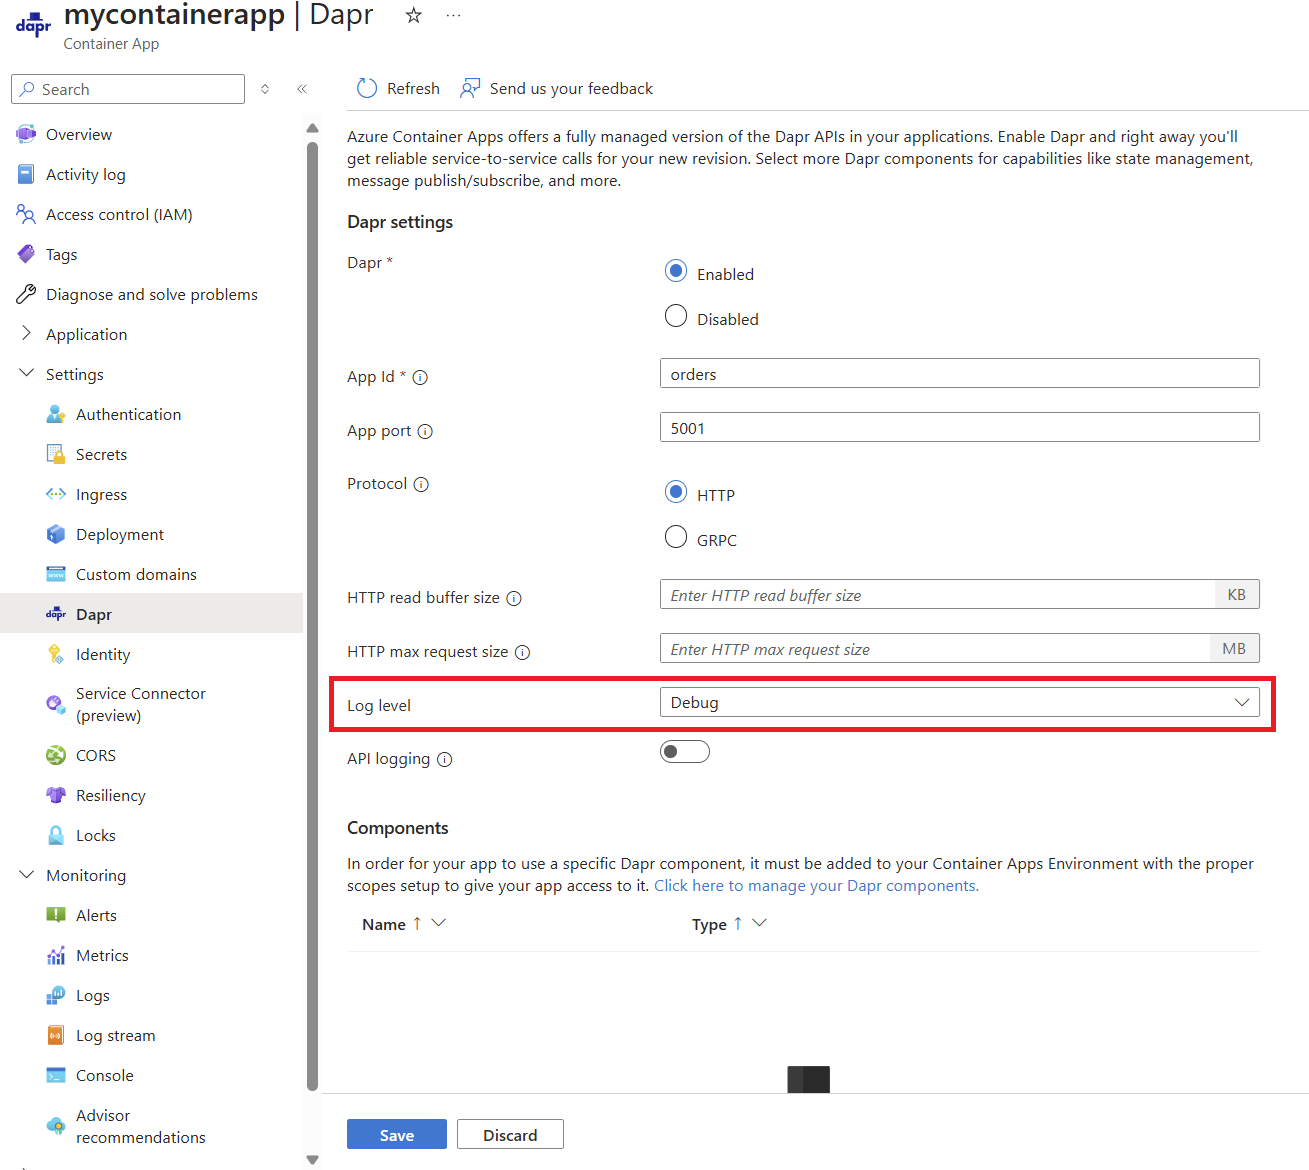 dapr
mycontainerapp | Dapr ☆ ...
Container App
Search
Overview
Activity log
Access control (IAM)
Tags
Diagnose and solve problems
Application
Settings
Authentication
Secrets
Ingress
Deployment
Custom domains
dapr Dapr
Identity
Service Connector
(preview)
CORS
Resiliency
Locks
Monitoring
Alerts
Metrics
Logs
Log stream
Console
Advisor
recommendations
Refresh Send us your feedback
Azure Container Apps offers a fully managed version of the Dapr APIs in your applications. Enable Dapr and right away you'll
get reliable service-to-service calls for your new revision. Select more Dapr components for capabilities like state management,
message publish/subscribe, and more.
Dapr settings
Dapr *
Enabled
Disabled
App Id * orders
App port 5001
Protocol
HTTP
GRPC
HTTP read buffer size Enter HTTP read buffer size KB
HTTP max request size Enter HTTP max request size MB
Log level Debug
API logging
Components
In order for your app to use a specific Dapr component, it must be added to your Container Apps Environment with the proper
scopes setup to give your app access to it. Click here to manage your Dapr components.
Name ↑ Type ↑
Save Discard